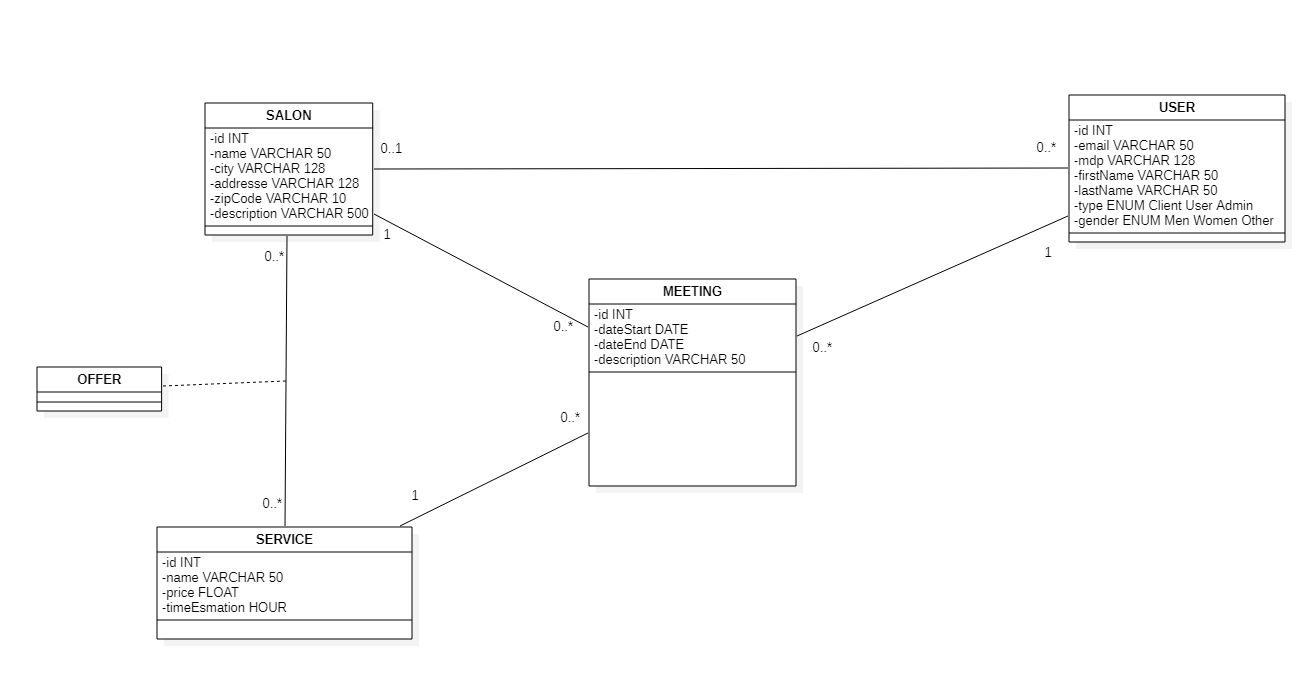 SALON
-id INT
-name VARCHAR 50
-city VARCHAR 128
-addresse VARCHAR 128
-zipCode VARCHAR 10
-description VARCHAR 500
0..1
0..*
USER
-id INT
-email VARCHAR 50
-mdp VARCHAR 128
-firstName VARCHAR 50
-lastName VARCHAR 50
-type ENUM Client User Admin
-gender ENUM Men Women Other
1
0..*
1
0..*
MEETING
-id INT
-dateStart DATE
-dateEnd DATE
-description VARCHAR 50
0..*
0..*
OFFER
0..*
1
SERVICE
-id INT
-name VARCHAR 50
-price FLOAT
-timeEsmation HOUR